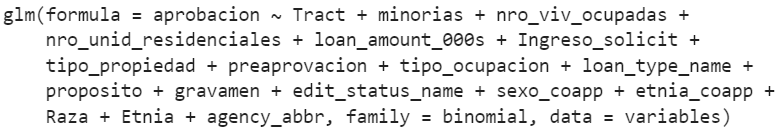 glm(formula = aprobacion ~ Tract + minorias + nro_viv_ocupadas +
    nro_unid_residenciales + loan_amount_000s + Ingreso_solicit +
    tipo_propiedad + preaprovacion + tipo_ocupacion + loan_type_name +
    proposito + gravamen + edit_status_name + sexo_coapp + etnia_coapp +
    Raza + Etnia + agency_abbr, family = binomial, data = variables)